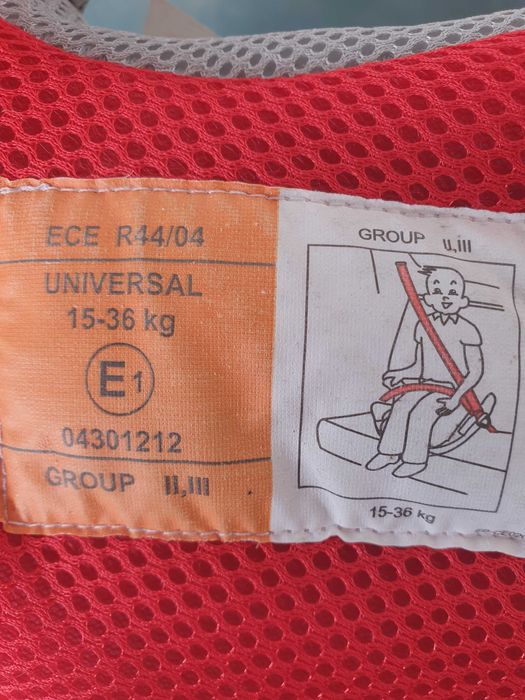 ECE R44/04
UNIVERSAL
15-36 kg
E1
04301212
GROUP II,III
GROUP II,III
15-36 kg